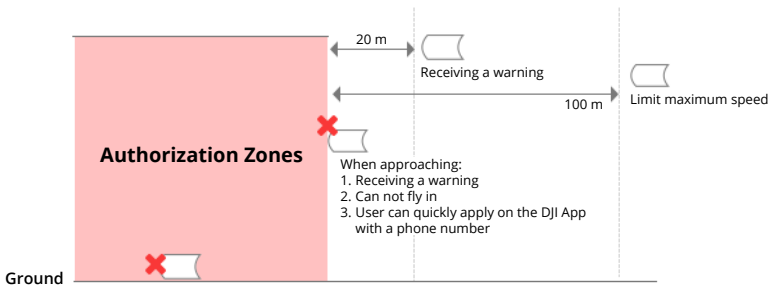 20 m
Receiving a warning
100 m
Limit maximum speed
Authorization Zones
When approaching:
1. Receiving a warning
2. Can not fly in
3. User can quickly apply on the DJI App
with a phone number
Ground